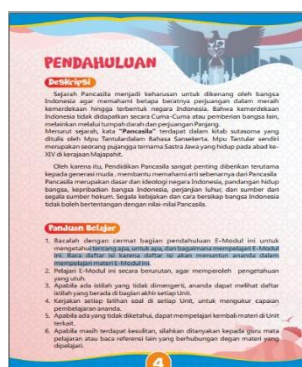 PENDAHULUAN
Deskripsi
Sejarah Pancasila menjadi keharusan untuk dikenang oleh bangsa
Indonesia agar memahami betapa beratnya perjuangan dalam meraih
kemerdekaan hingga terbentuk negara Indonesia. Bahwa kemerdekaan
Indonesia tidak didapatkan secara Cuma-Cuma atau pemberian bangsa lain,
melainkan melalui tumpah darah dan perjuangan Panjang.
Menurut sejarah, kata "Pancasila" terdapat dalam kitab sutasoma yang
ditulis oleh Mpu Tantular dalam Bahasa Sanskerta. Mpu Tantular sendiri
merupakan seorang pujangga ternama Sastra Jawa yang hidup pada abad ke-
XIV di kerajaan Majapahit.
Oleh karena itu, Pendidikan Pancasila sangat penting diberikan terutama
kepada generasi muda , membantu memahami arti sebenarnya dari Pancasila
Pancasila merupakan dasar dan ideologi negara Indonesia, pandangan hidup
bangsa, kepribadian bangsa Indonesia, perjanjian luhur, dan sumber dari
segala sumber hukum. Segala kebijakan dan cara bersikap bangsa Indonesia
tidak boleh bertentangan dengan nilai-nilai Pancasila.
Panduan Belajar
1. Bacalah dengan cermat bagian pendahuluan E-Modul ini untuk
mengetahui tentang apa, untuk apa, dan bagaimana mempelajari E-Modul
ini. Baca daftar isi karena daftar isi akan menuntun ananda dalam
mempelajari materi E-Modul ini.
2. Pelajari E-Modul ini secara berurutan, agar memperoleh pengetahuan
yang utuh.
3. Apabila ada istilah yang tidak dimengerti, ananda dapat melihat daftar
istilah yang berada di bagian akhir setiap Unit.
4. Kerjakan setiap latihan soal di setiap Unit, untuk mengukur capaian
pembelajaran ananda.
5. Apabila ada yang tidak diketahui, dapat mempelajari kembali materi di Unit
terkait.
6. Apabila masih terdapat kesulitan, silahkan ditanyakan kepada guru mata
pelajaran atau baca referensi lain yang berhubungan degan materi yang
dipelajari.
4